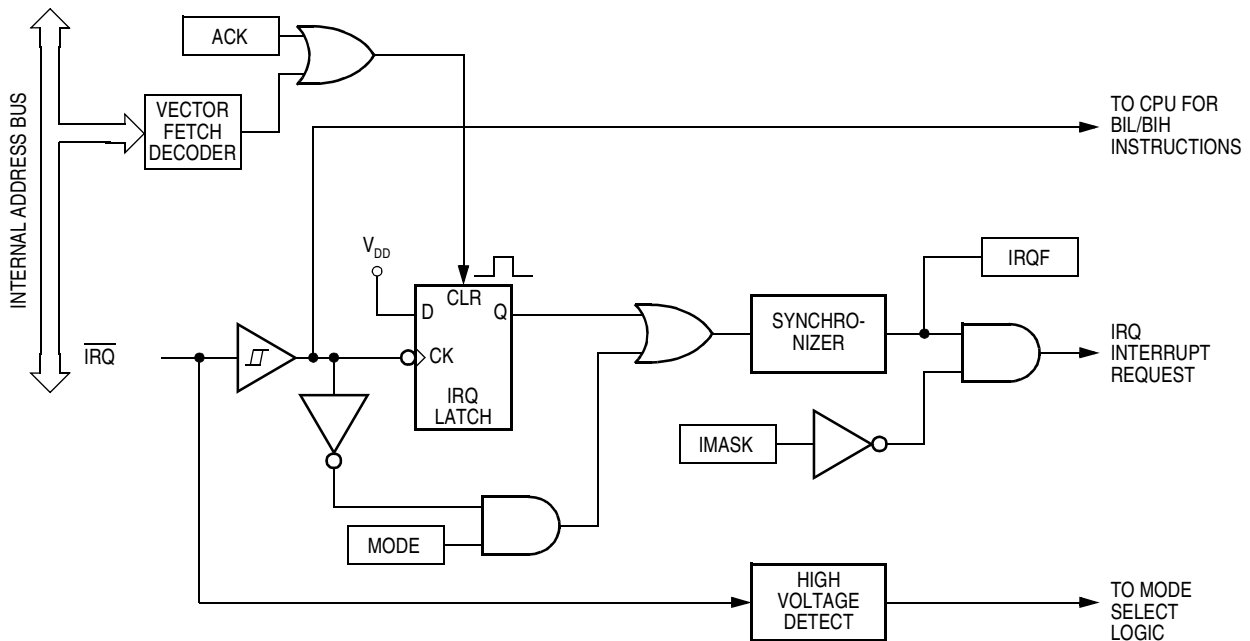 INTERNAL ADDRESS BUS
ACK
VECTOR
FETCH
DECODER
TO CPU FOR
BIL/BIH
INSTRUCTIONS
VDD
CLR
D
Q
CK
IRQ
LATCH
IRQ
SYNCHRO-
NIZER
IRQF
IRQ
INTERRUPT
REQUEST
IMASK
MODE
HIGH
VOLTAGE
DETECT
TO MODE
SELECT
LOGIC